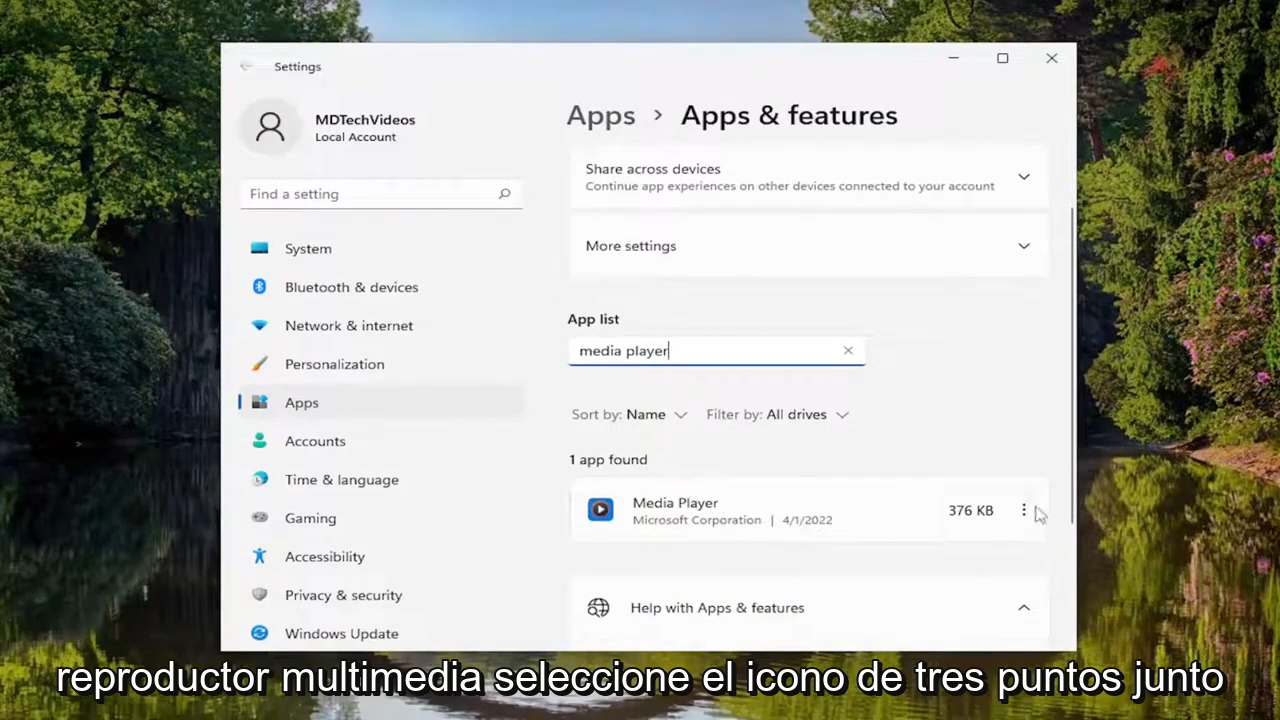 Settings
MDTechVideos
Local Account
Find a setting
System
Bluetooth & devices
Network & internet
Personalization
Apps
Accounts
Time & language
Gaming
Accessibility
Privacy & security
Windows Update
Apps > Apps & features
Share across devices
Continue app experiences on other devices connected to your account
More settings
App list
media player
Sort by: Name Filter by: All drives
1 app found
Media Player
Microsoft Corporation | 4/1/2022
376 KB
Help with Apps & features
reproductor multimedia seleccione el icono de tres puntos junto